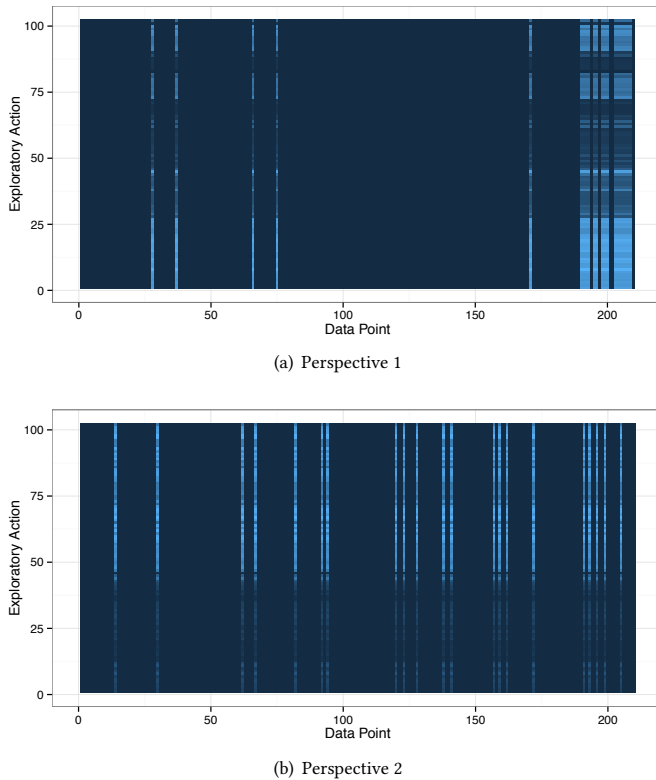 100
75
50
25
0
Exploratory Action
0 50 100 150 200
Data Point
(a) Perspective 1
100
75
50
25
0
Exploratory Action
0 50 100 150 200
Data Point
(b) Perspective 2